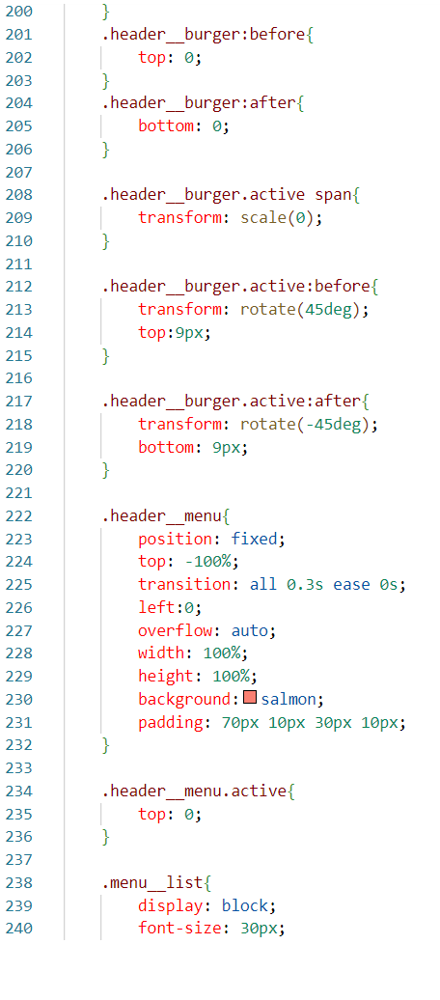 200 }
201 .header__burger:before{
202 top: 0;
203 }
204 .header__burger:after{
205 bottom: 0;
206 }
207
208 .header__burger.active span{
209 transform: scale(0);
210 }
211
212 .header__burger.active:before{
213 transform: rotate(45deg);
214 top:9px;
215 }
216
217 .header__burger.active:after{
218 transform: rotate(-45deg);
219 bottom: 9px;
220 }
221
222 .header__menu{
223 position: fixed;
224 top: -100%;
225 transition: all 0.3s ease 0s;
226 left:0;
227 overflow: auto;
228 width: 100%;
229 height: 100%;
230 background: salmon;
231 padding: 70px 10px 30px 10px;
232 }
233
234 .header__menu.active{
235 top: 0;
236 }
237
238 .menu__list{
239 display: block;
240 font-size: 30px;